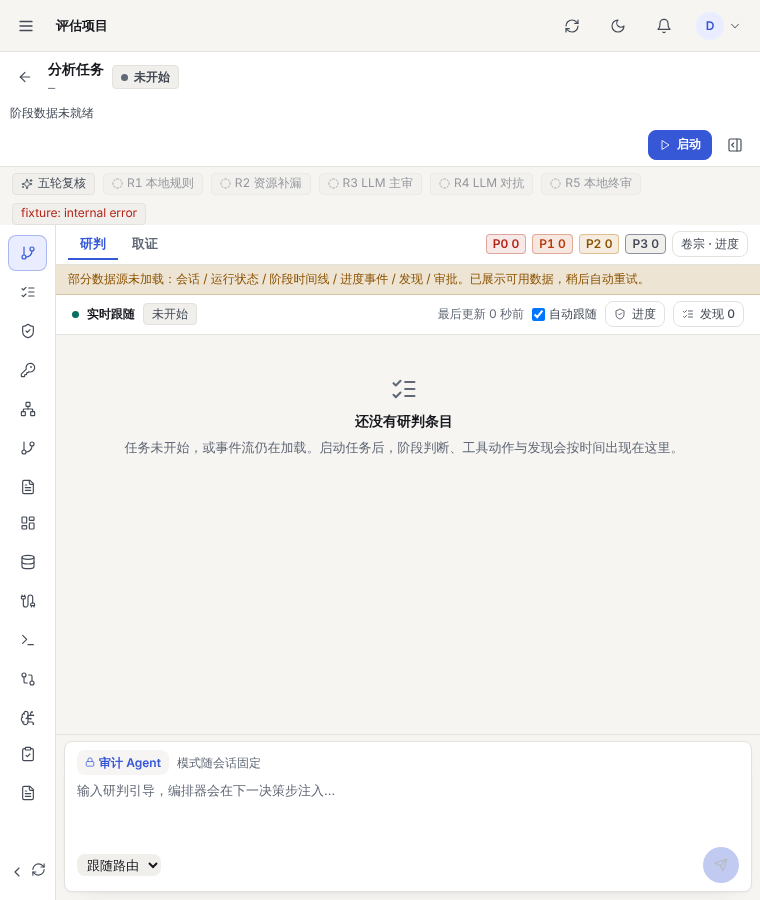 评估项目
D
分析任务
未开始
–
阶段数据未就绪
启动
五轮复核 R1 本地规则 R2 资源补漏 R3 LLM 主审 R4 LLM 对抗 R5 本地终审
fixture: internal error
研判 取证 P0 0 P1 0 P2 0 P3 0 卷宗 · 进度
部分数据源未加载：会话 / 运行状态 / 阶段时间线 / 进度事件 / 发现 / 审批。已展示可用数据，稍后自动重试。
实时跟随 未开始 最后更新 0 秒前 自动跟随 进度 发现 0
还没有研判条目
任务未开始，或事件流仍在加载。启动任务后，阶段判断、工具动作与发现会按时间出现在这里。
审计 Agent 模式随会话固定
输入研判引导，编排器会在下一决策步注入...
跟随路由